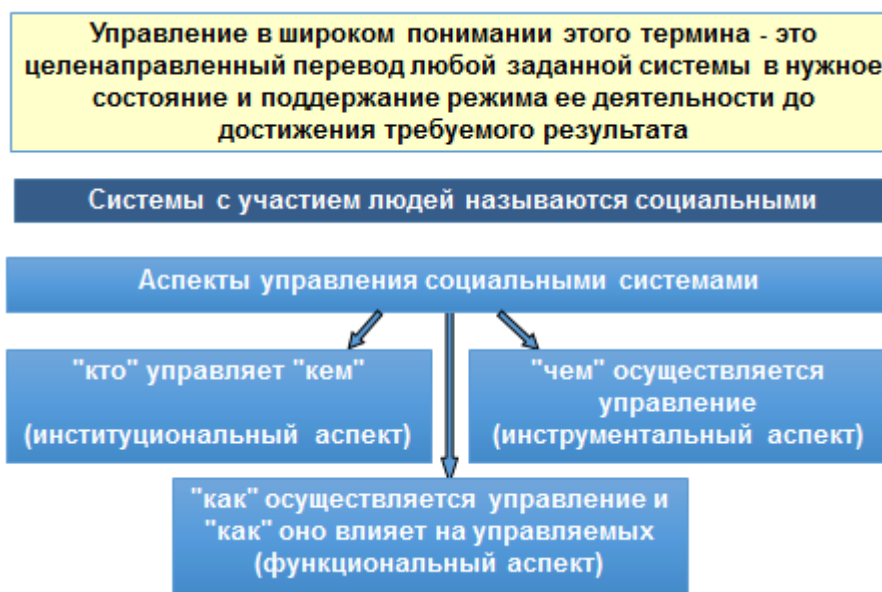 Управление в широком понимании этого термина - это
целенаправленный перевод любой заданной системы в нужное
состояние и поддержание режима ее деятельности до
достижения требуемого результата
Системы с участием людей называются социальными
Аспекты управления социальными системами
"кто" управляет "кем"
(институциональный аспект)
"чем" осуществляется
управление
(инструментальный аспект)
"как" осуществляется управление и
"как" оно влияет на управляемых
(функциональный аспект)